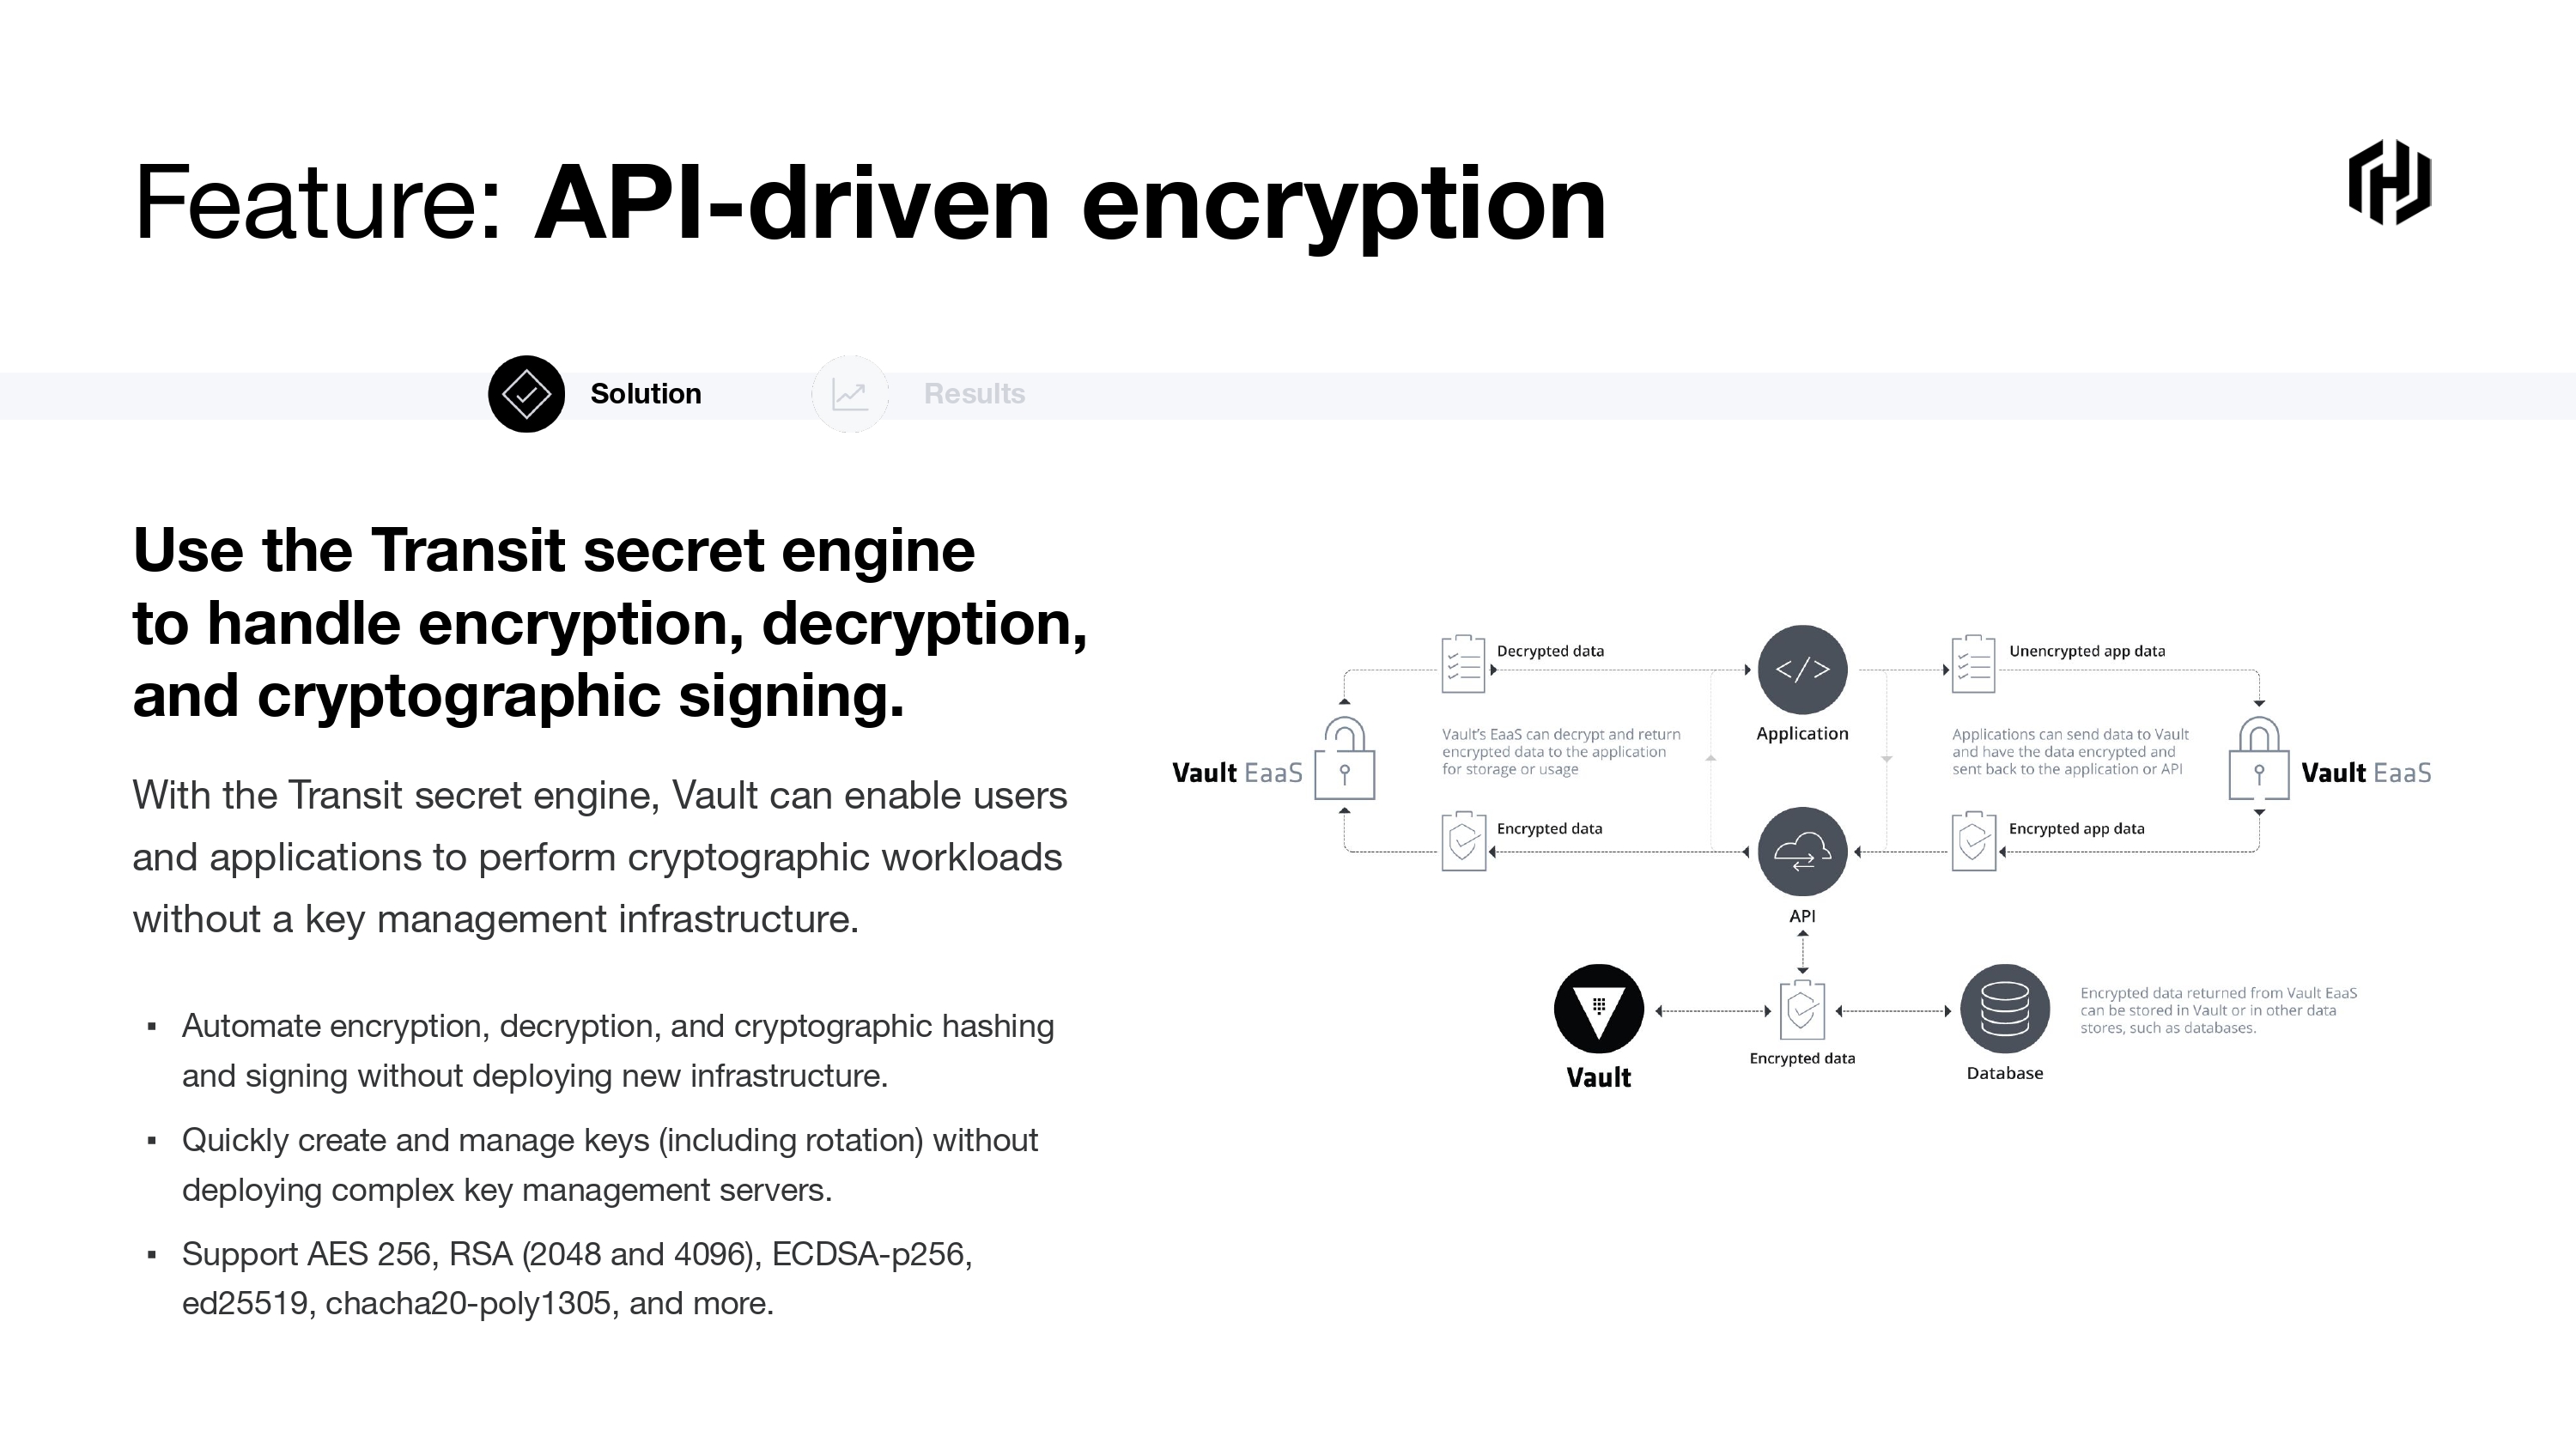 Feature: API-driven encryption
Solution
Results
Use the Transit secret engine
to handle encryption, decryption,
and cryptographic signing.
With the Transit secret engine, Vault can enable users
and applications to perform cryptographic workloads
without a key management infrastructure.
▪ Automate encryption, decryption, and cryptographic hashing
and signing without deploying new infrastructure.
▪ Quickly create and manage keys (including rotation) without
deploying complex key management servers.
▪ Support AES 256, RSA (2048 and 4096), ECDSA-p256,
ed25519, chacha20-poly1305, and more.
Decrypted data
Unencrypted app data
</>
Application
Vault's EaaS can decrypt and return
encrypted data to the application
for storage or usage
Applications can send data to Vault
and have the data encrypted and
sent back to the application or API
Vault EaaS
Vault EaaS
Encrypted data
Encrypted app data
API
Vault
Encrypted data
Database
Encrypted data returned from Vault EaaS
can be stored in Vault or in other data
stores, such as databases.